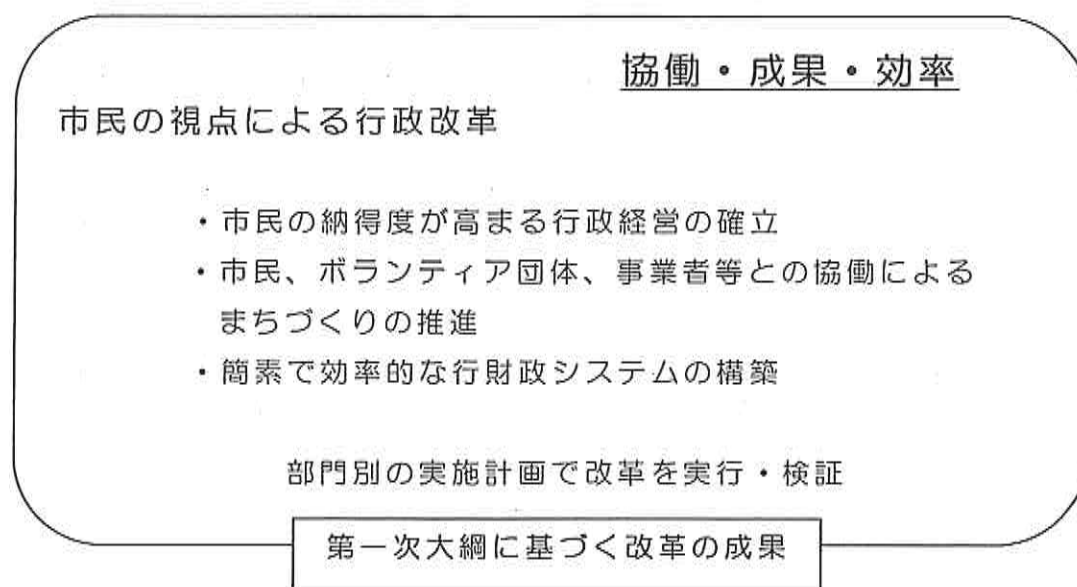 協働・成果・効率
市民の視点による行政改革
・市民の納得度が高まる行政経営の確立
・市民、ボランティア団体、事業者等との協働による
まちづくりの推進
・簡素で効率的な行財政システムの構築
部門別の実施計画で改革を実行・検証
第一次大綱に基づく改革の成果